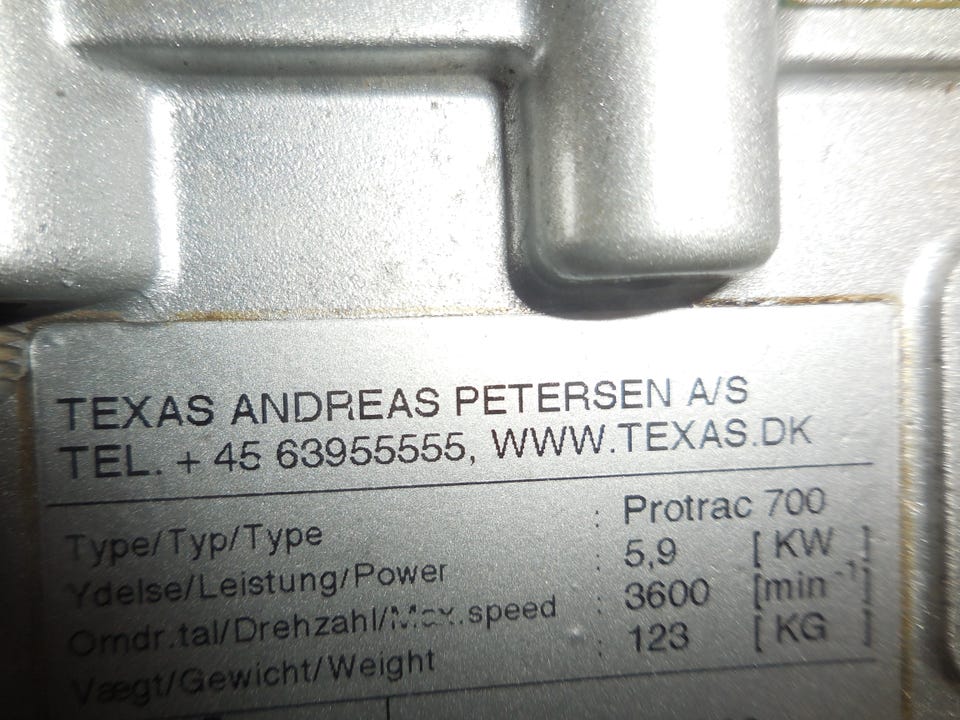 TEXAS ANDREAS PETERSEN A/S
TEL. + 45 63955555, WWW.TEXAS.DK
Type/Typ/Type : Protrac 700
Ydelse/Leistung/Power : 5,9 [ KW ]
Omdr.tal/Drehzahl/Max.speed : 3600 [min⁻¹]
Vægt/Gewicht/Weight : 123 [ KG ]